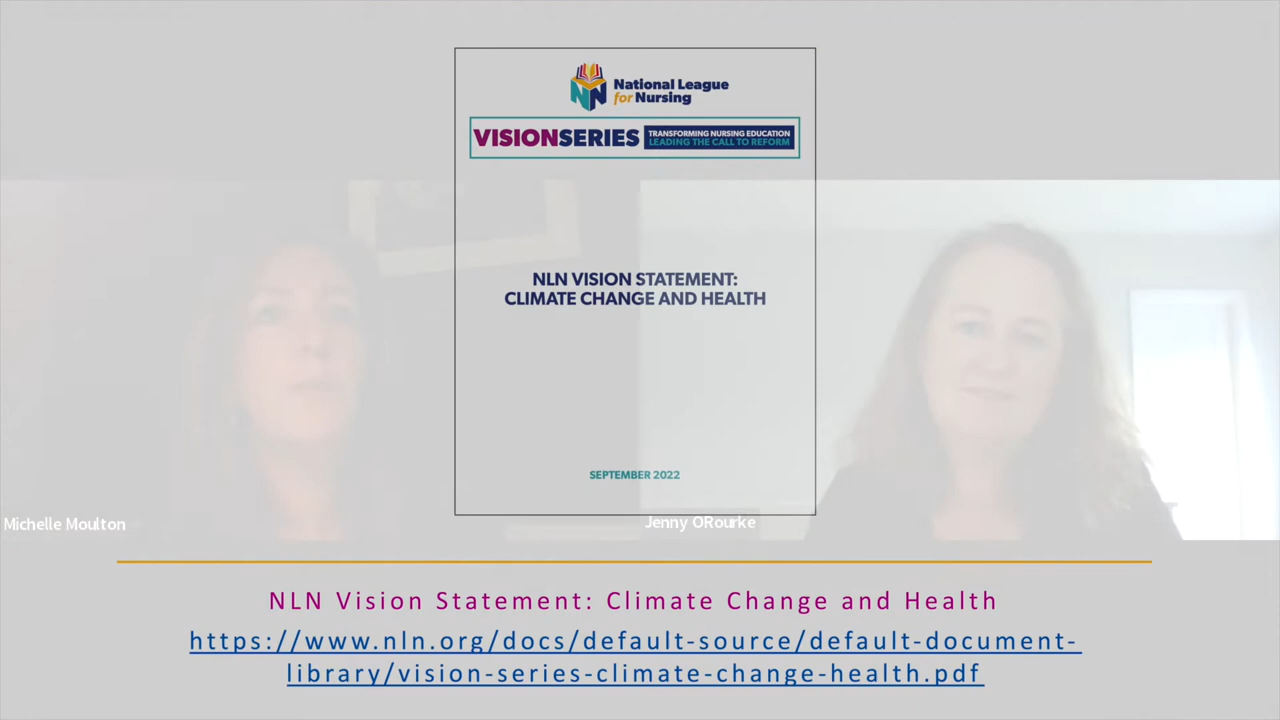 National League
for Nursing
VISIONSERIES TRANSFORMING NURSING EDUCATION
LEADING THE CALL TO REFORM
NLN VISION STATEMENT:
CLIMATE CHANGE AND HEALTH
SEPTEMBER 2022
Michelle Moulton
Jenny ORourke
NLN Vision Statement: Climate Change and Health
https://www.nln.org/docs/default-source/default-document-
library/vision-series-climate-change-health.pdf